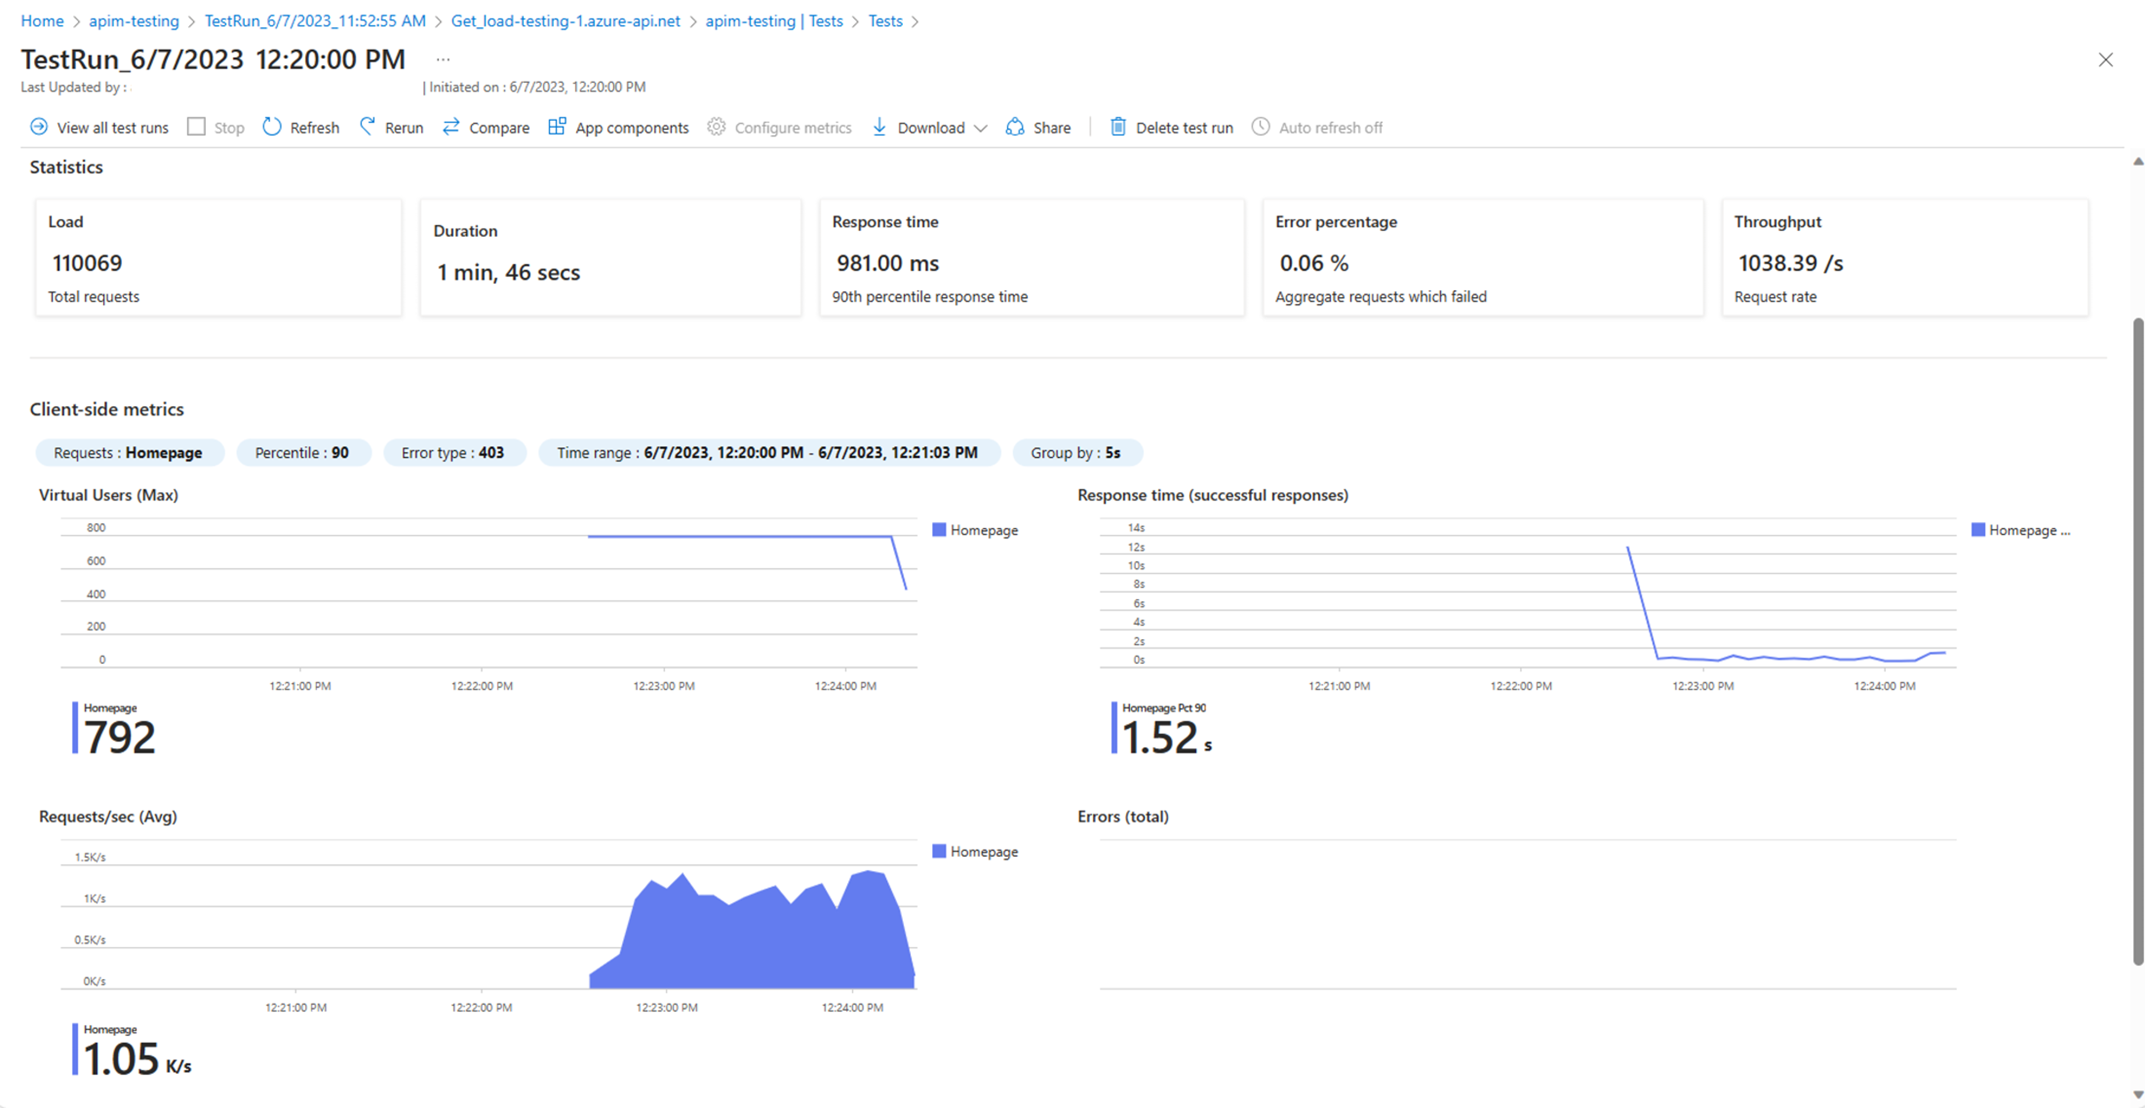 Home > apim-testing > TestRun_6/7/2023_11:52:55 AM > Get_load-testing-1.azure-api.net > apim-testing | Tests > Tests >
TestRun_6/7/2023 12:20:00 PM ...
Last Updated by : | Initiated on : 6/7/2023, 12:20:00 PM
View all test runs Stop Refresh Rerun Compare App components Configure metrics Download Share Delete test run Auto refresh off
Statistics
Load
110069
Total requests
Duration
1 min, 46 secs
Response time
981.00 ms
90th percentile response time
Error percentage
0.06 %
Aggregate requests which failed
Throughput
1038.39 /s
Request rate
Client-side metrics
Requests : Homepage Percentile : 90 Error type : 403 Time range : 6/7/2023, 12:20:00 PM - 6/7/2023, 12:21:03 PM Group by : 5s
Virtual Users (Max)
800
600
400
200
0
12:21:00 PM 12:22:00 PM 12:23:00 PM 12:24:00 PM
Homepage
Homepage
792
Response time (successful responses)
14s
12s
10s
8s
6s
4s
2s
0s
12:21:00 PM 12:22:00 PM 12:23:00 PM 12:24:00 PM
Homepage ...
Homepage Pct 90
1.52 s
Requests/sec (Avg)
1.5K/s
1K/s
0.5K/s
0K/s
12:21:00 PM 12:22:00 PM 12:23:00 PM 12:24:00 PM
Homepage
Homepage
1.05 K/s
Errors (total)